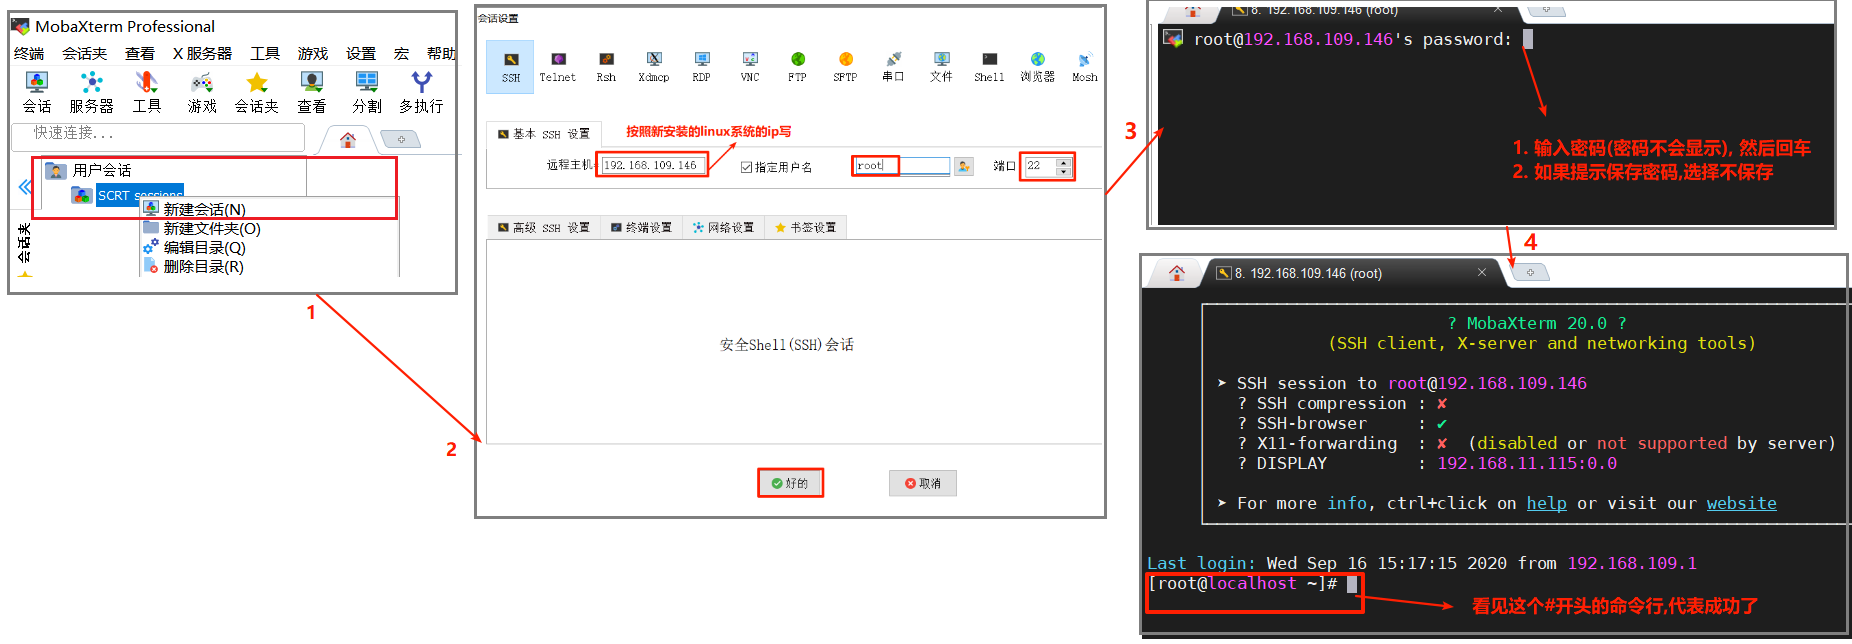 MobaXterm Professional
终端 会话夹 查看 X 服务器 工具 游戏 设置 宏 帮助
会话 服务器 工具 游戏 会话夹 查看 分割 多执行
快速连接...
用户会话
SCRT sessions
新建会话(N)
新建文件夹(O)
编辑目录(Q)
删除目录(R)
会话夹
1
2
会话设置
SSH Telnet Rsh Xdmcp RDP VNC FTP SFTP 串口 文件 Shell 浏览器 Mosh
基本 SSH 设置
按照新安装的linux系统的ip写
远程主机* 192.168.109.146 指定用户名 root 端口 22
高级 SSH 设置 终端设置 网络设置 书签设置
安全Shell(SSH)会话
好的 取消
3
8. 192.168.109.146 (root)
root@192.168.109.146's password:
1. 输入密码(密码不会显示), 然后回车
2. 如果提示保存密码,选择不保存
4
8. 192.168.109.146 (root)
? MobaXterm 20.0 ?
(SSH client, X-server and networking tools)
➤ SSH session to root@192.168.109.146
? SSH compression : ✘
? SSH-browser : ✔
? X11-forwarding : ✘ (disabled or not supported by server)
? DISPLAY : 192.168.11.115:0.0
➤ For more info, ctrl+click on help or visit our website
Last login: Wed Sep 16 15:17:15 2020 from 192.168.109.1
[root@localhost ~]#
看见这个#开头的命令行,代表成功了